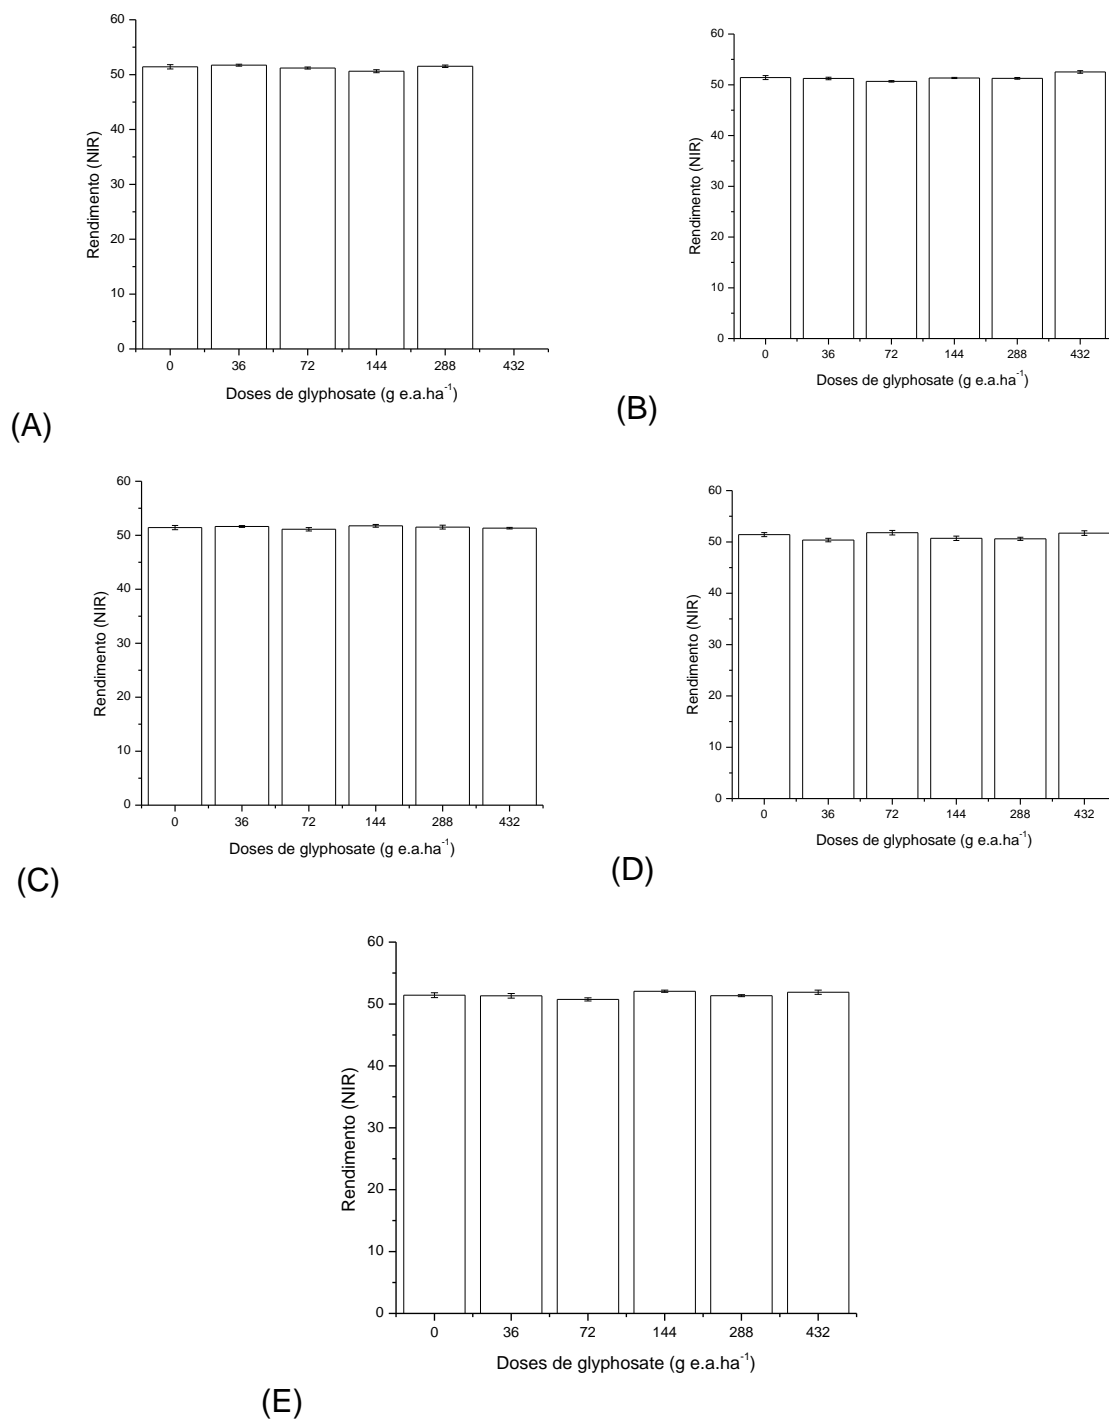 60
50
40
30
20
10
0
Rendimento (NIR)
0 36 72 144 288 432
Doses de glyphosate (g e.a.ha⁻¹)
(A)
60
50
40
30
20
10
0
Rendimento (NIR)
0 36 72 144 288 432
Doses de glyphosate (g e.a.ha⁻¹)
(B)
60
50
40
30
20
10
0
Rendimento (NIR)
0 36 72 144 288 432
Doses de glyphosate (g e.a.ha⁻¹)
(C)
60
50
40
30
20
10
0
Rendimento (NIR)
0 36 72 144 288 432
Doses de glyphosate (g e.a.ha⁻¹)
(D)
60
50
40
30
20
10
0
Rendimento (NIR)
0 36 72 144 288 432
Doses de glyphosate (g e.a.ha⁻¹)
(E)